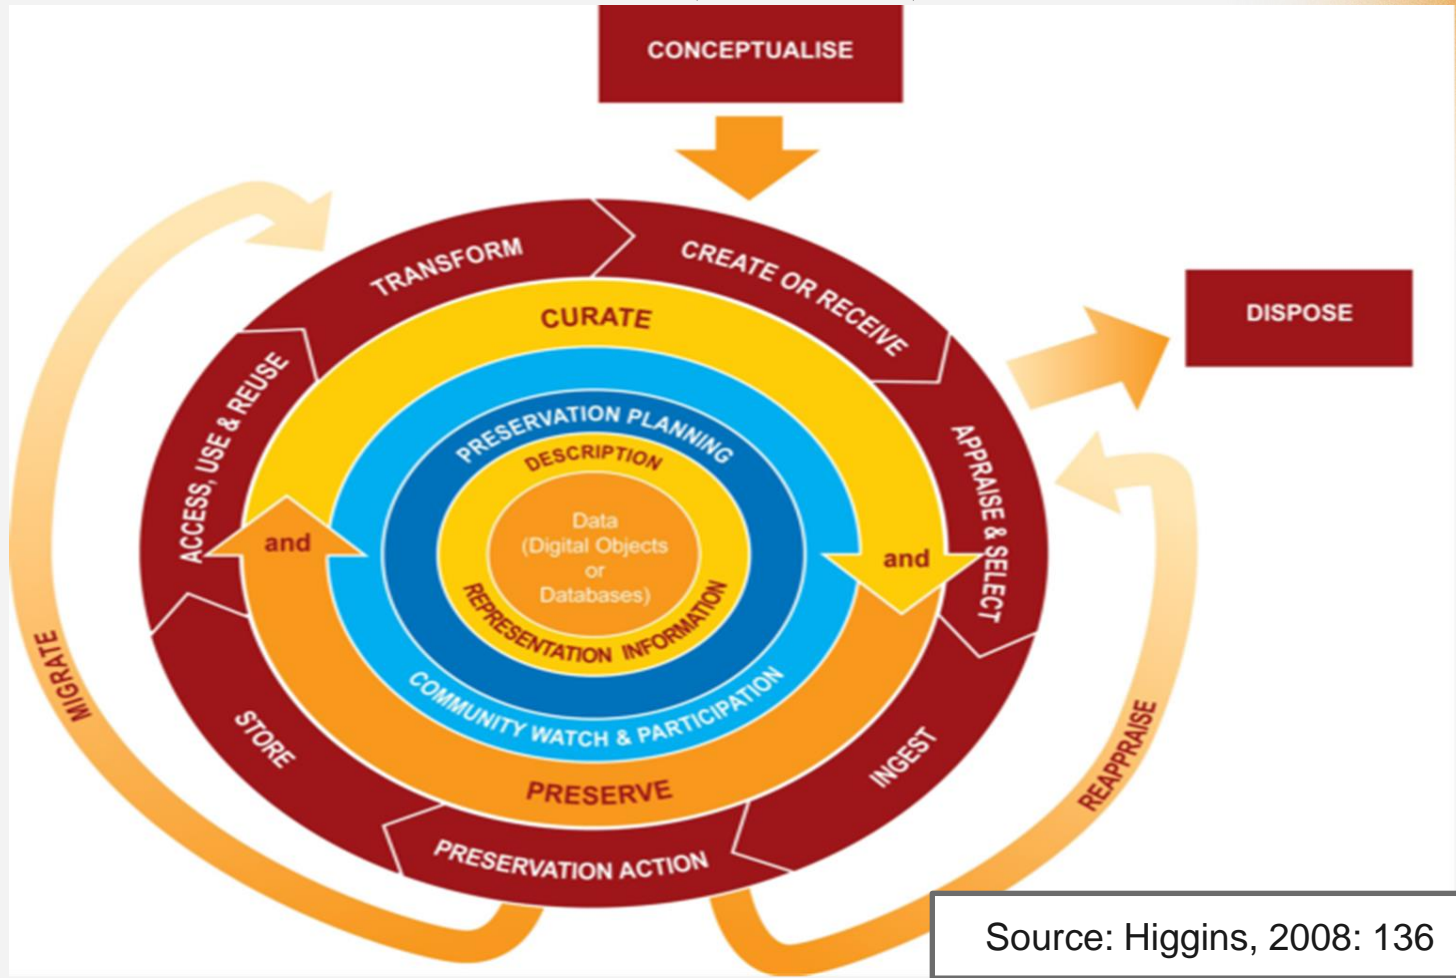 CONCEPTUALISE
TRANSFORM
CREATE OR RECEIVE
DISPOSE
CURATE
ACCESS, USE & REUSE
PRESERVATION PLANNING
APPRAISE & SELECT
DESCRIPTION
Data
(Digital Objects
or
Databases)
and
and
REPRESENTATION INFORMATION
MIGRATE
COMMUNITY WATCH & PARTICIPATION
STORE
INGEST
REAPPRAISE
PRESERVE
PRESERVATION ACTION
Source: Higgins, 2008: 136